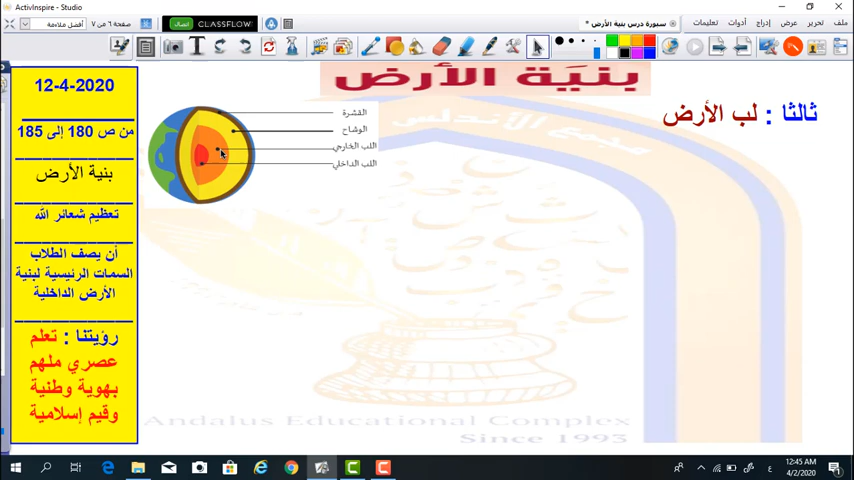 ActivInspire - Studio
ملف
تحرير
عرض
إدراج
أدوات
تعليمات
سبورة درس بنية الأرض *
CLASSFLOW
اتصال
صفحة ٦ من ٧
أفضل ملاءمة
بنيَة الأرض
ثالثا : لب الأرض
القشرة
الوشاح
اللب الخارجي
اللب الداخلي
12-4-2020
من ص 180 إلى 185
بنية الأرض
تعظيم شعائر الله
أن يصف الطلاب
السمات الرئيسية لبنية
الأرض الداخلية
رؤيتنا : تعلم
عصري ملهم
بهوية وطنية
وقيم إسلامية
مجمع الأندلس
Andalus Educational Complex
Since 1993
12:45 AM
4/2/2020